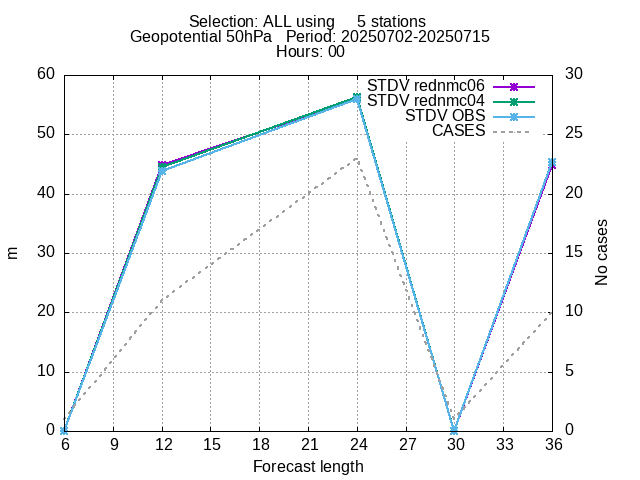 Selection: ALL using     5 stations
Geopotential 50hPa   Period: 20250702-20250715
Hours: 00
STDV rednmc06
STDV rednmc04
STDV OBS
CASES
60
50
40
30
20
10
0
m
30
25
20
15
10
5
0
No cases
6 9 12 15 18 21 24 27 30 33 36
Forecast length